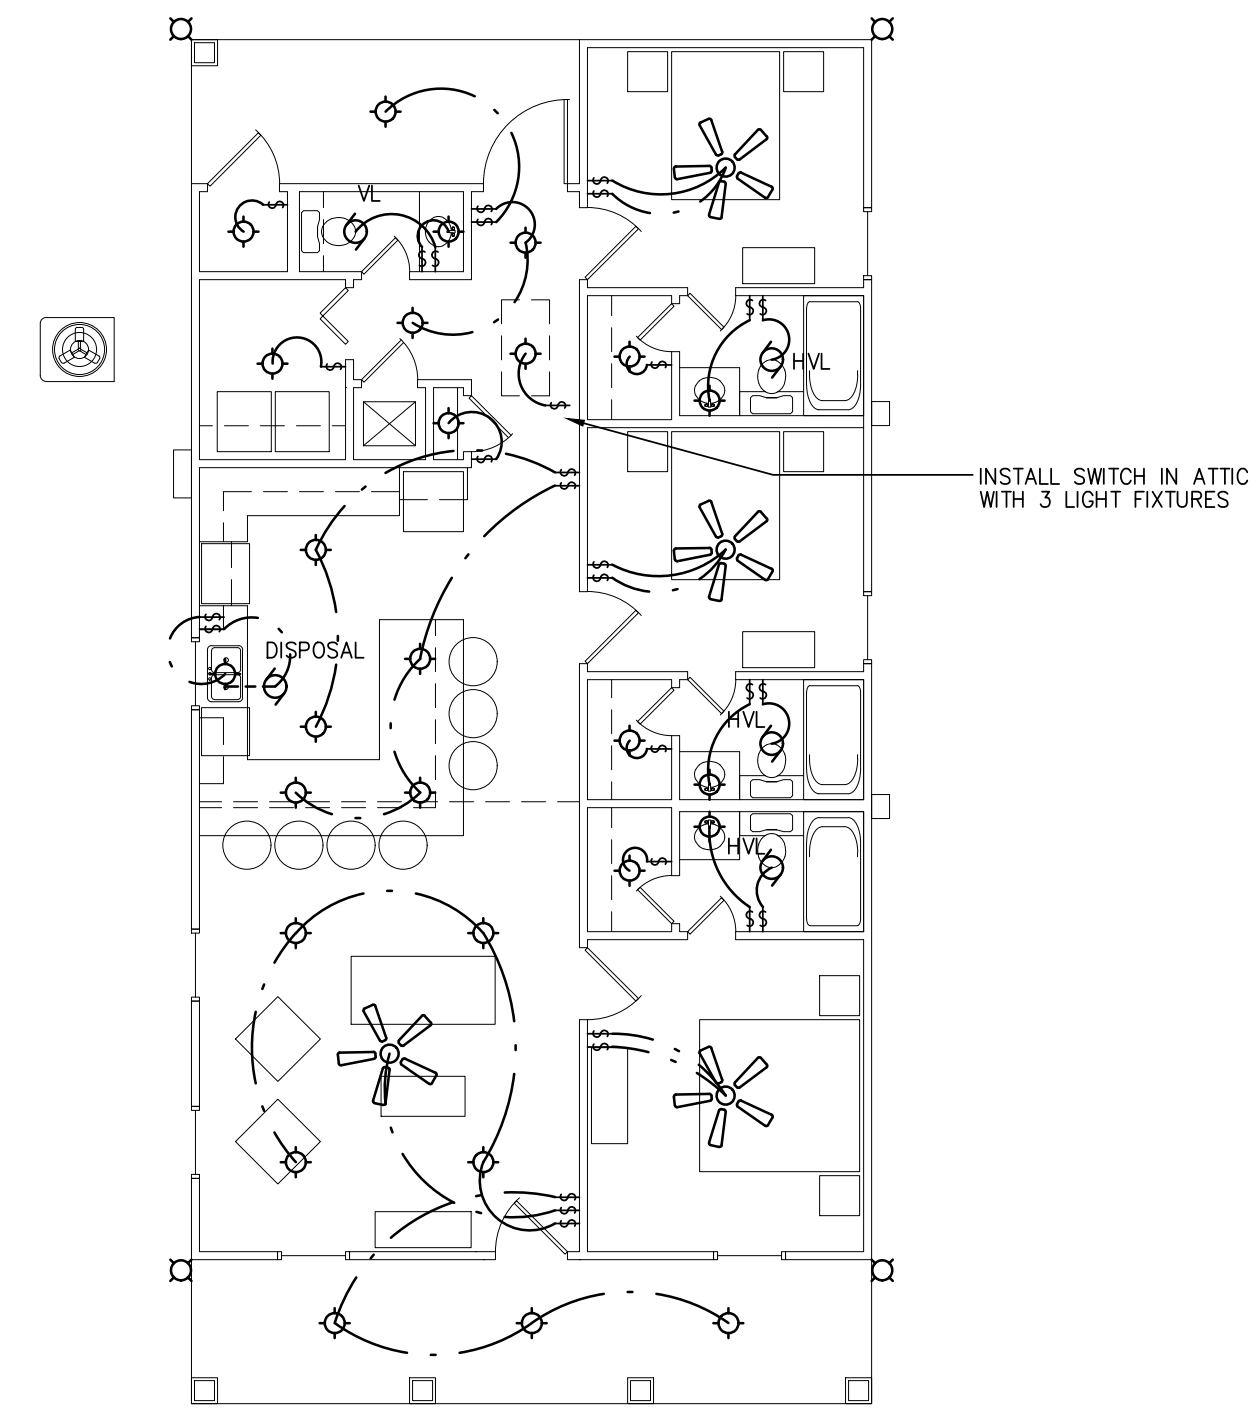 VL
HVL
INSTALL SWITCH IN ATTIC
WITH 3 LIGHT FIXTURES
DISPOSAL
HVL
HVL